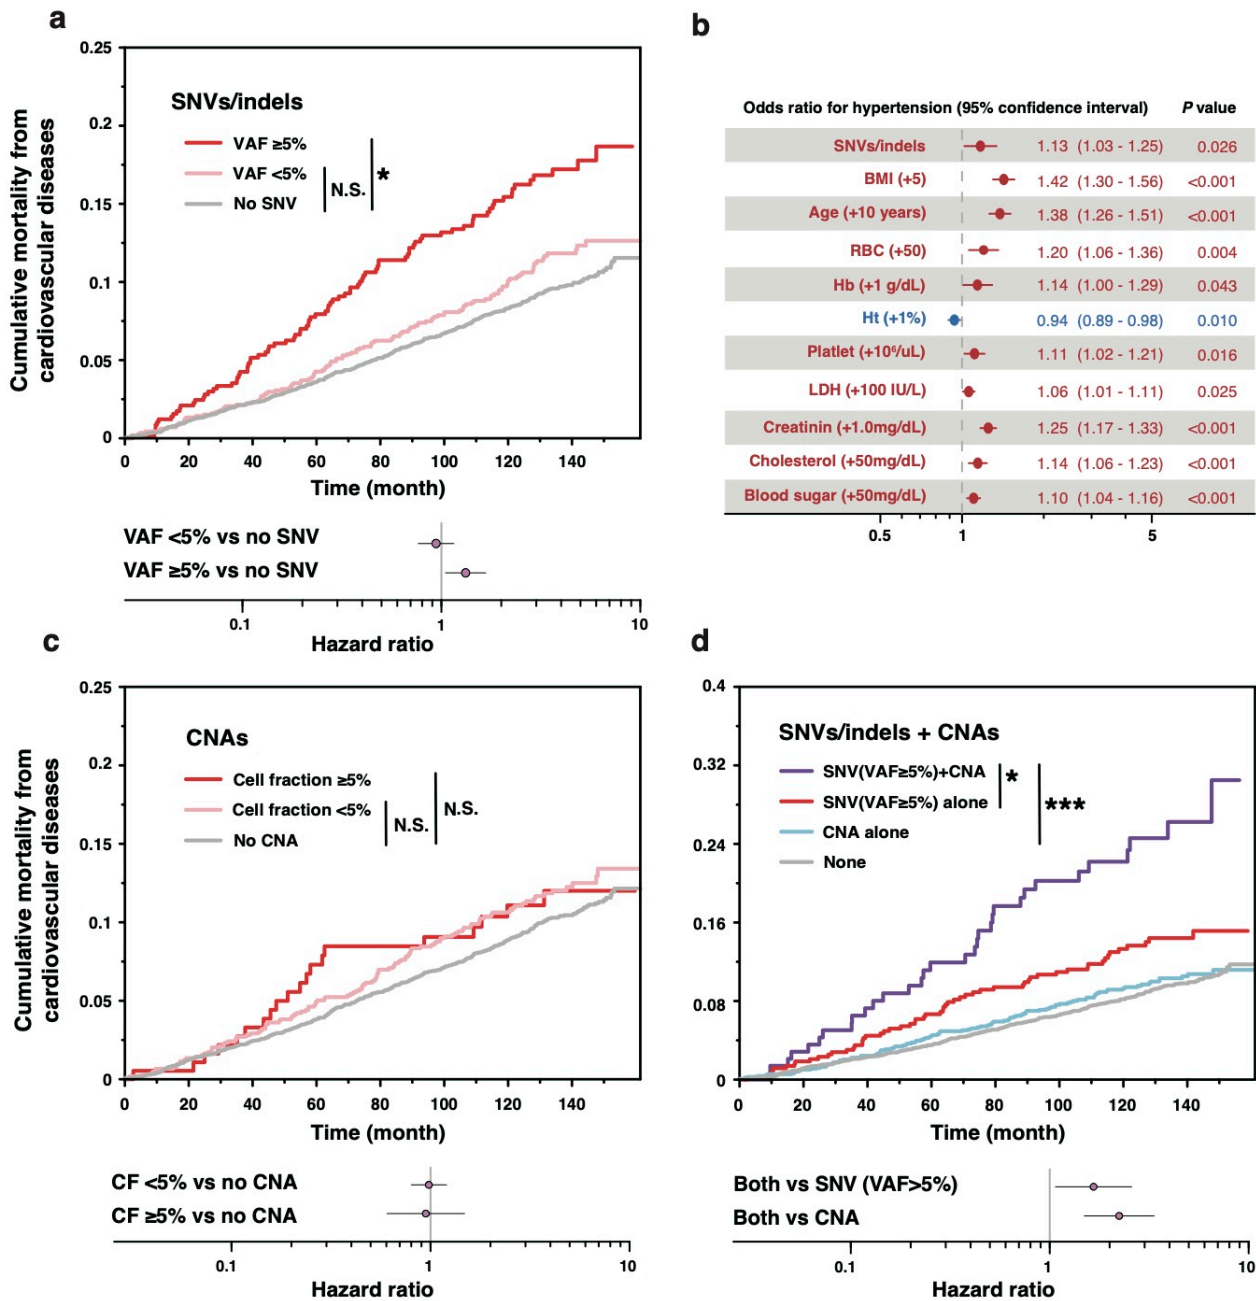 a
Cumulative mortality from
cardiovascular diseases
0.25
0.2
0.15
0.1
0.05
0
SNVs/indels
VAF ≥5%
VAF <5%
No SNV
N.S.
*
0 20 40 60 80 100 120 140
Time (month)
VAF <5% vs no SNV
VAF ≥5% vs no SNV
0.1 1 10
Hazard ratio
b
Odds ratio for hypertension (95% confidence interval) P value
SNVs/indels 1.13 (1.03 - 1.25) 0.026
BMI (+5) 1.42 (1.30 - 1.56) <0.001
Age (+10 years) 1.38 (1.26 - 1.51) <0.001
RBC (+50) 1.20 (1.06 - 1.36) 0.004
Hb (+1 g/dL) 1.14 (1.00 - 1.29) 0.043
Ht (+1%) 0.94 (0.89 - 0.98) 0.010
Platlet (+10⁶/uL) 1.11 (1.02 - 1.21) 0.016
LDH (+100 IU/L) 1.06 (1.01 - 1.11) 0.025
Creatinin (+1.0mg/dL) 1.25 (1.17 - 1.33) <0.001
Cholesterol (+50mg/dL) 1.14 (1.06 - 1.23) <0.001
Blood sugar (+50mg/dL) 1.10 (1.04 - 1.16) <0.001
0.5 1 5
c
Cumulative mortality from
cardiovascular diseases
0.25
0.2
0.15
0.1
0.05
0
CNAs
Cell fraction ≥5%
Cell fraction <5%
No CNA
N.S.
N.S.
0 20 40 60 80 100 120 140
Time (month)
CF <5% vs no CNA
CF ≥5% vs no CNA
0.1 1 10
Hazard ratio
d
0.4
0.32
0.24
0.16
0.08
0
SNVs/indels + CNAs
SNV(VAF≥5%)+CNA
SNV(VAF≥5%) alone
CNA alone
None
*
***
0 20 40 60 80 100 120 140
Time (month)
Both vs SNV (VAF>5%)
Both vs CNA
0.1 1 10
Hazard ratio